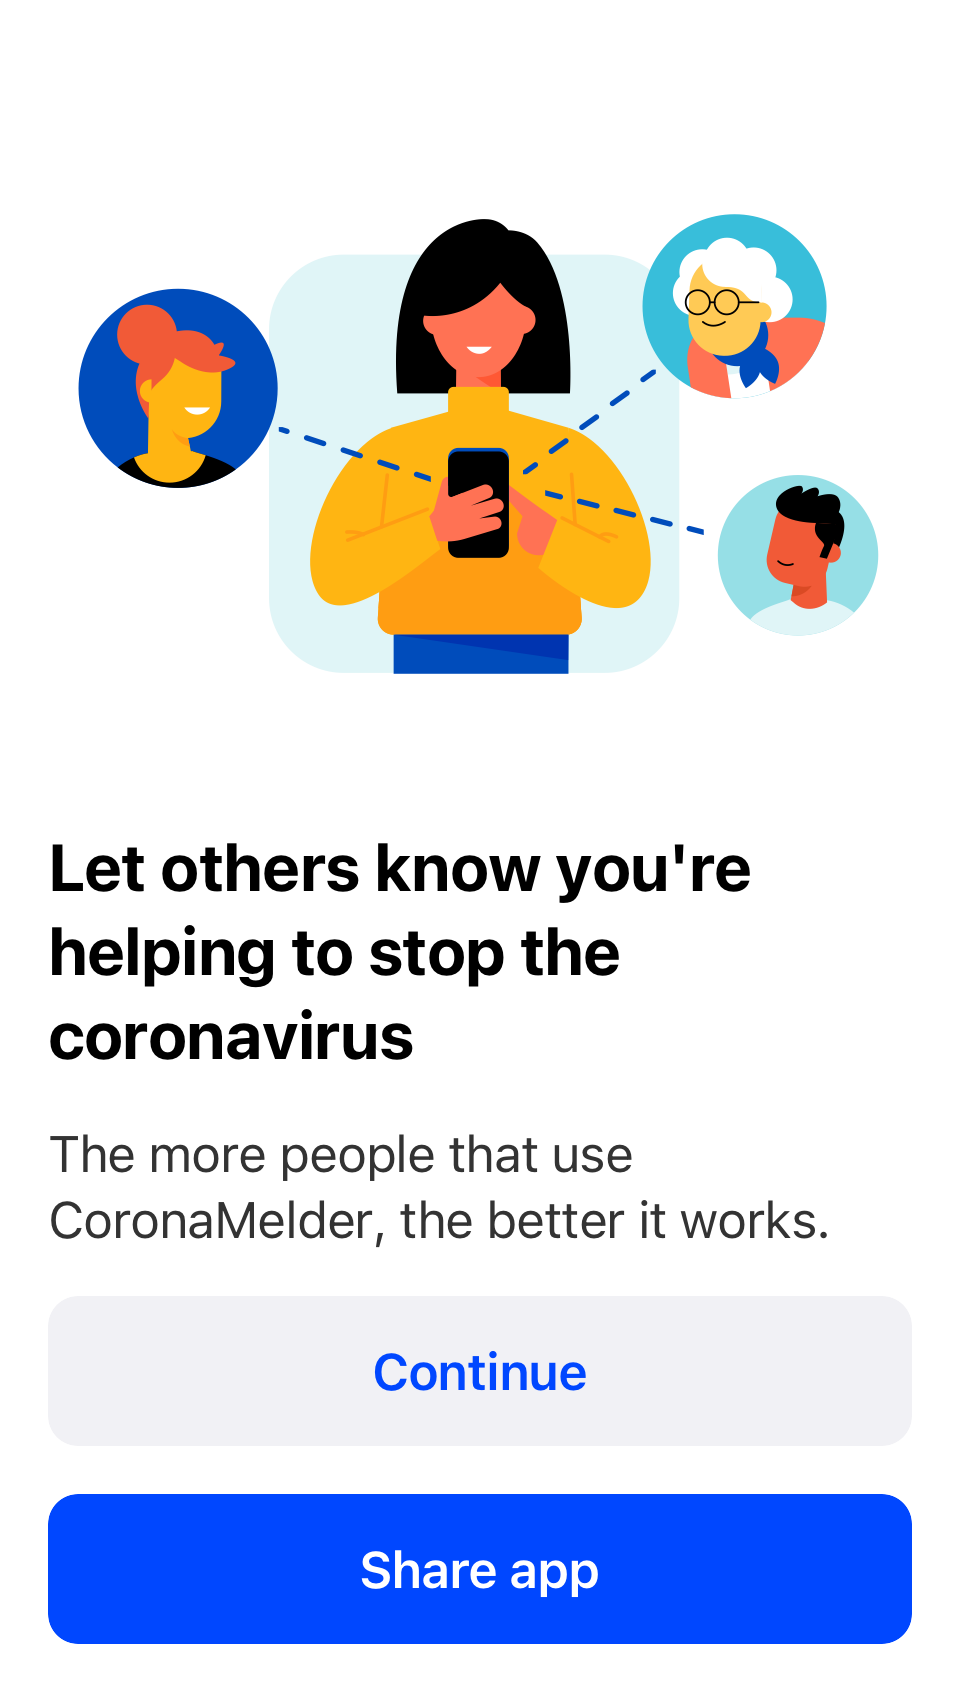 Let others know you're
helping to stop the
coronavirus
The more people that use
CoronaMelder, the better it works.
Continue
Share app